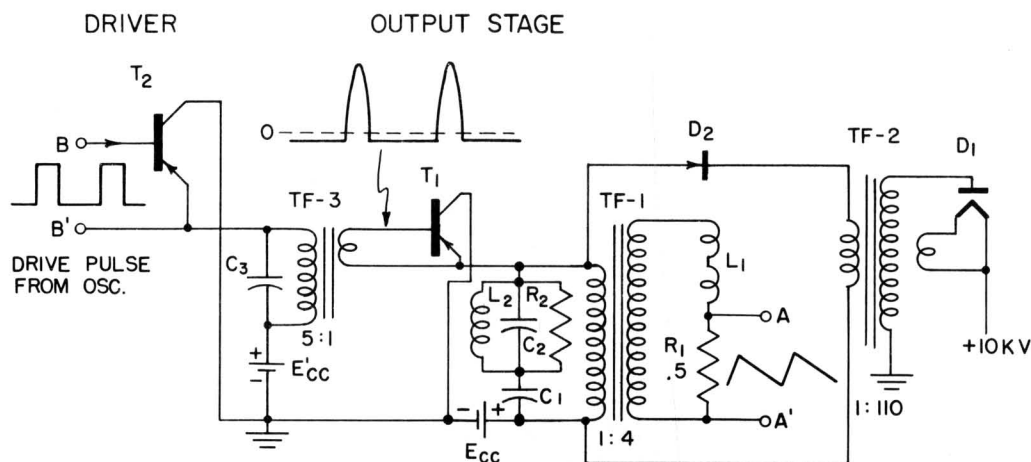 DRIVER
OUTPUT STAGE
T2
B
B'
DRIVE PULSE
FROM OSC.
O
C3
TF-3
5:1
+
-
E'CC
T1
L2
R2
C2
C1
-
+
ECC
D2
TF-1
1:4
L1
R1
.5
A
A'
TF-2
1:110
D1
+10KV